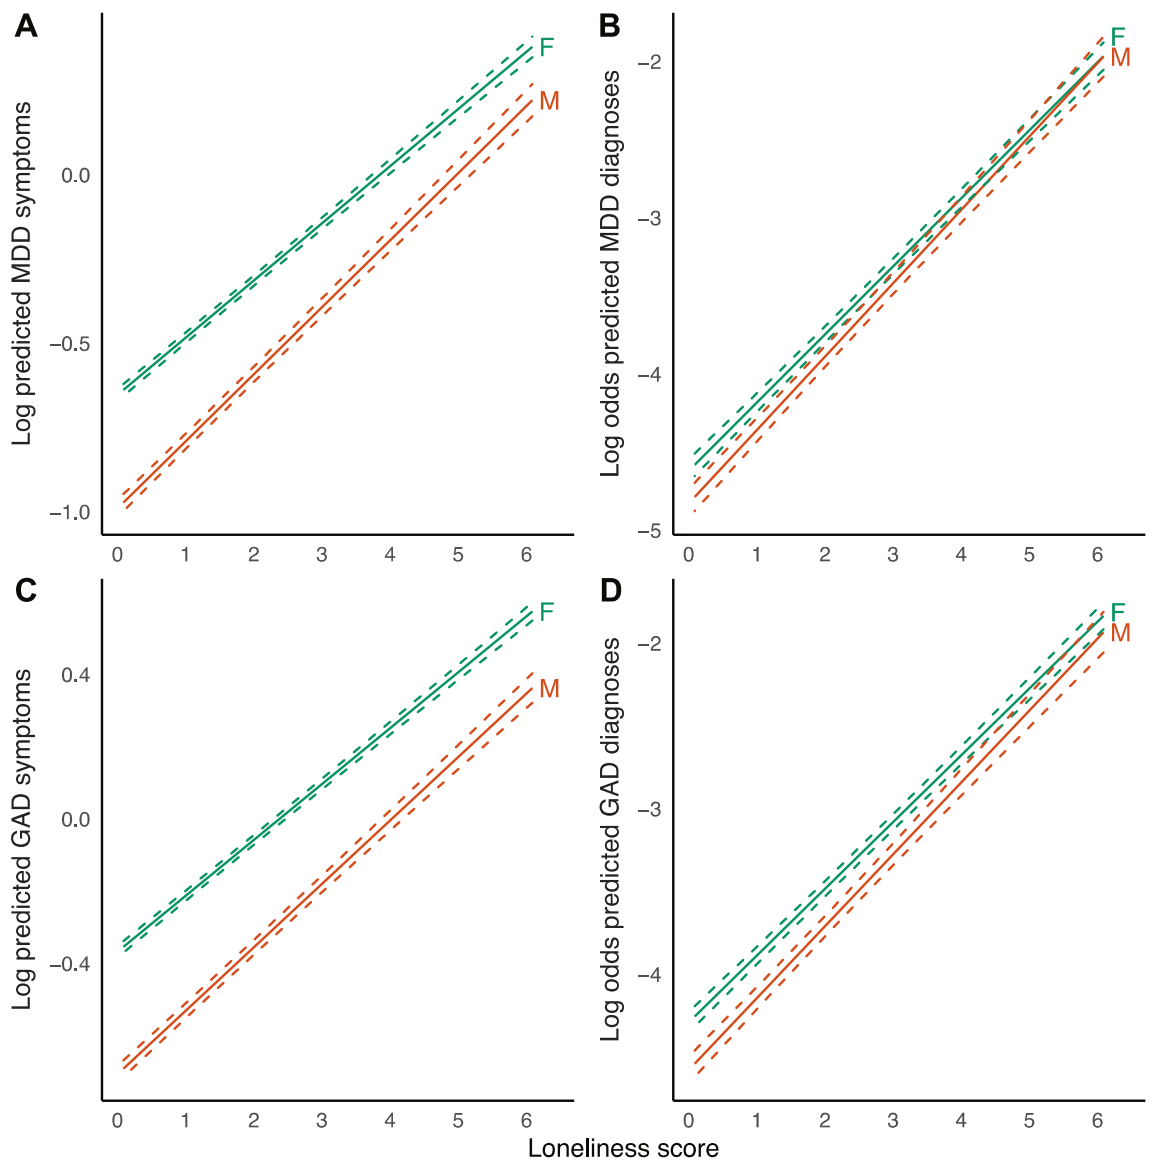 A
Log predicted MDD symptoms
0.0
−0.5
−1.0
F
M
0 1 2 3 4 5 6
B
Log odds predicted MDD diagnoses
−2
−3
−4
−5
F
M
0 1 2 3 4 5 6
C
Log predicted GAD symptoms
0.4
0.0
−0.4
F
M
0 1 2 3 4 5 6
D
Log odds predicted GAD diagnoses
−2
−3
−4
F
M
0 1 2 3 4 5 6
Loneliness score